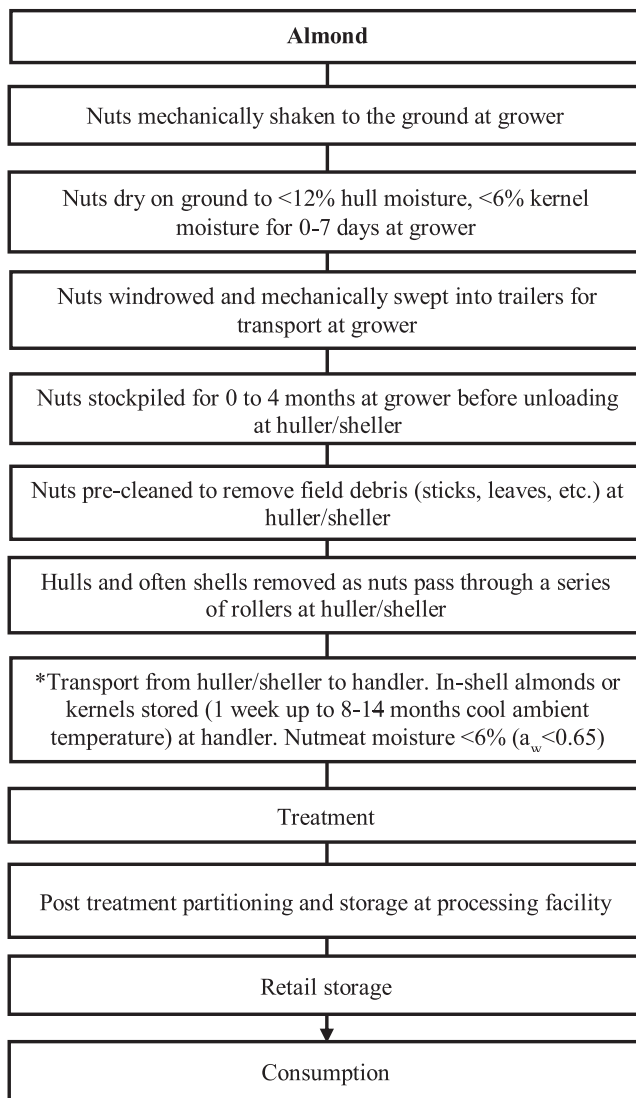 Almond
Nuts mechanically shaken to the ground at grower
Nuts dry on ground to <12% hull moisture, <6% kernel
moisture for 0-7 days at grower
Nuts windrowed and mechanically swept into trailers for
transport at grower
Nuts stockpiled for 0 to 4 months at grower before unloading
at huller/sheller
Nuts pre-cleaned to remove field debris (sticks, leaves, etc.) at
huller/sheller
Hulls and often shells removed as nuts pass through a series
of rollers at huller/sheller
*Transport from huller/sheller to handler. In-shell almonds or
kernels stored (1 week up to 8-14 months cool ambient
temperature) at handler. Nutmeat moisture <6% (aw<0.65)
Treatment
Post treatment partitioning and storage at processing facility
Retail storage
Consumption